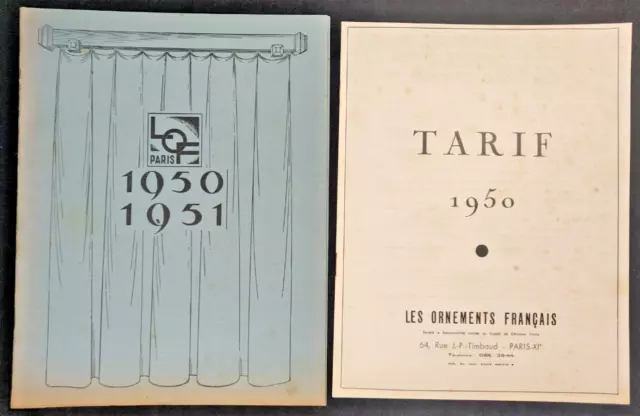 LOF
PARIS
1950
1951
TARIF
1950
LES ORNEMENTS FRANÇAIS
64, Rue J.-P.-Timbaud - PARIS-XIᵉ